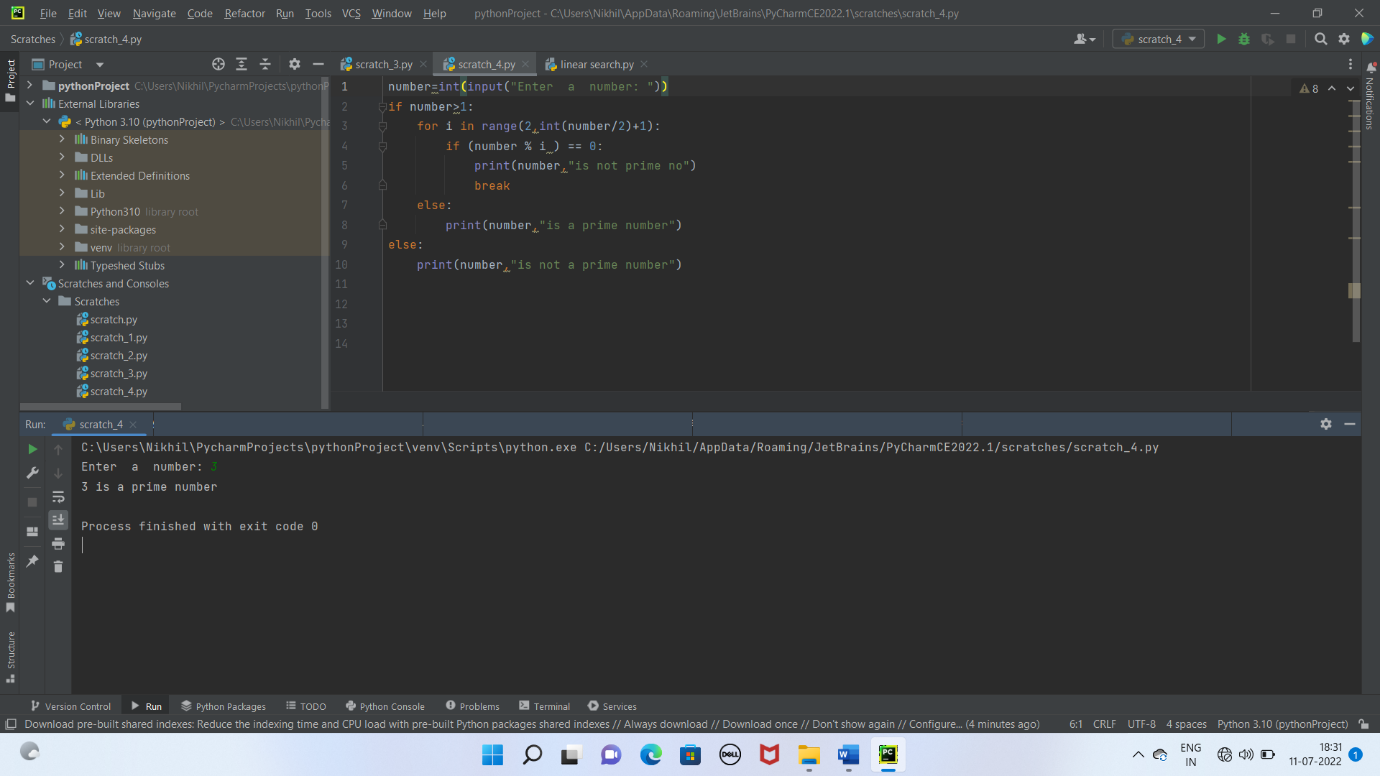 File Edit View Navigate Code Refactor Run Tools VCS Window Help pythonProject - C:\Users\Nikhil\AppData\Roaming\JetBrains\PyCharmCE2022.1\scratches\scratch_4.py
Scratches scratch_4.py scratch_4
Project
Project
scratch_3.py scratch_4.py linear search.py
Notifications
pythonProject C:\Users\Nikhil\PycharmProjects\pythonP
External Libraries
< Python 3.10 (pythonProject) > C:\Users\Nikhil\Pycha
Binary Skeletons
DLLs
Extended Definitions
Lib
Python310 library root
site-packages
venv library root
Typeshed Stubs
Scratches and Consoles
Scratches
scratch.py
scratch_1.py
scratch_2.py
scratch_3.py
scratch_4.py
8
1 number=int(input("Enter  a  number: "))
2 if number>1:
3     for i in range(2,int(number/2)+1):
4         if (number % i ) == 0:
5             print(number,"is not prime no")
6             break
7     else:
8         print(number,"is a prime number")
9 else:
10     print(number,"is not a prime number")
11
12
13
14
Run: scratch_4
C:\Users\Nikhil\PycharmProjects\pythonProject\venv\Scripts\python.exe C:/Users/Nikhil/AppData/Roaming/JetBrains/PyCharmCE2022.1/scratches/scratch_4.py
Enter  a  number: 3
3 is a prime number
Process finished with exit code 0
Bookmarks
Structure
Version Control Run Python Packages TODO Python Console Problems Terminal Services
Download pre-built shared indexes: Reduce the indexing time and CPU load with pre-built Python packages shared indexes // Always download // Download once // Don't show again // Configure... (4 minutes ago) 6:1 CRLF UTF-8 4 spaces Python 3.10 (pythonProject)
ENG
IN
18:31
11-07-2022
1